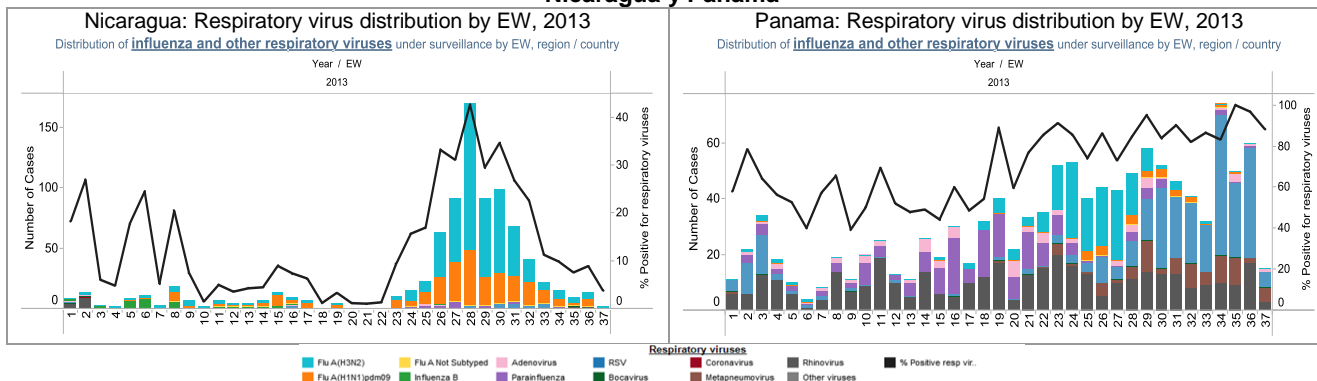 Nicaragua y Panamá
Nicaragua: Respiratory virus distribution by EW, 2013
Distribution of influenza and other respiratory viruses under surveillance by EW, region / country
Year / EW
2013
Number of Cases
150
100
50
0
40
30
20
10
0
% Positive for respiratory viruses
1 2 3 4 5 6 7 8 9 10 11 12 13 14 15 16 17 18 19 20 21 22 23 24 25 26 27 28 29 30 31 32 33 34 35 36 37
Panama: Respiratory virus distribution by EW, 2013
Distribution of influenza and other respiratory viruses under surveillance by EW, region / country
Year / EW
2013
Number of Cases
60
40
20
0
100
80
60
40
20
0
% Positive for respiratory viruses
1 2 3 4 5 6 7 8 9 10 11 12 13 14 15 16 17 18 19 20 21 22 23 24 25 26 27 28 29 30 31 32 33 34 35 36 37
Respiratory viruses
Flu A(H3N2) Flu A Not Subtyped Adenovirus RSV Coronavirus Rhinovirus % Positive resp vir..
Flu A(H1N1)pdm09 Influenza B Parainfluenza Bocavirus Metapneumovirus Other viruses